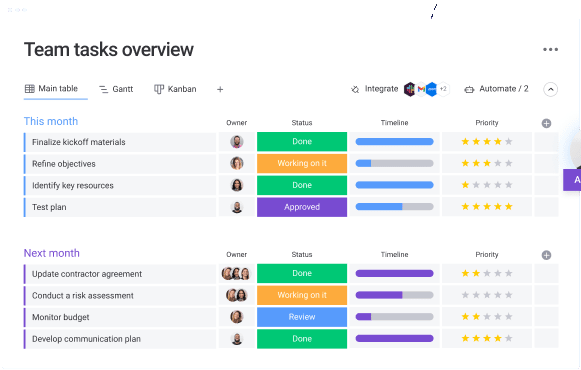 Team tasks overview
Main table Gantt Kanban + Integrate +2 Automate / 2
This month Owner Status Timeline Priority
Finalize kickoff materials Done
Refine objectives Working on it
Identify key resources Done
Test plan Approved
A
Next month Owner Status Timeline Priority
Update contractor agreement Done
Conduct a risk assessment Working on it
Monitor budget Review
Develop communication plan Done